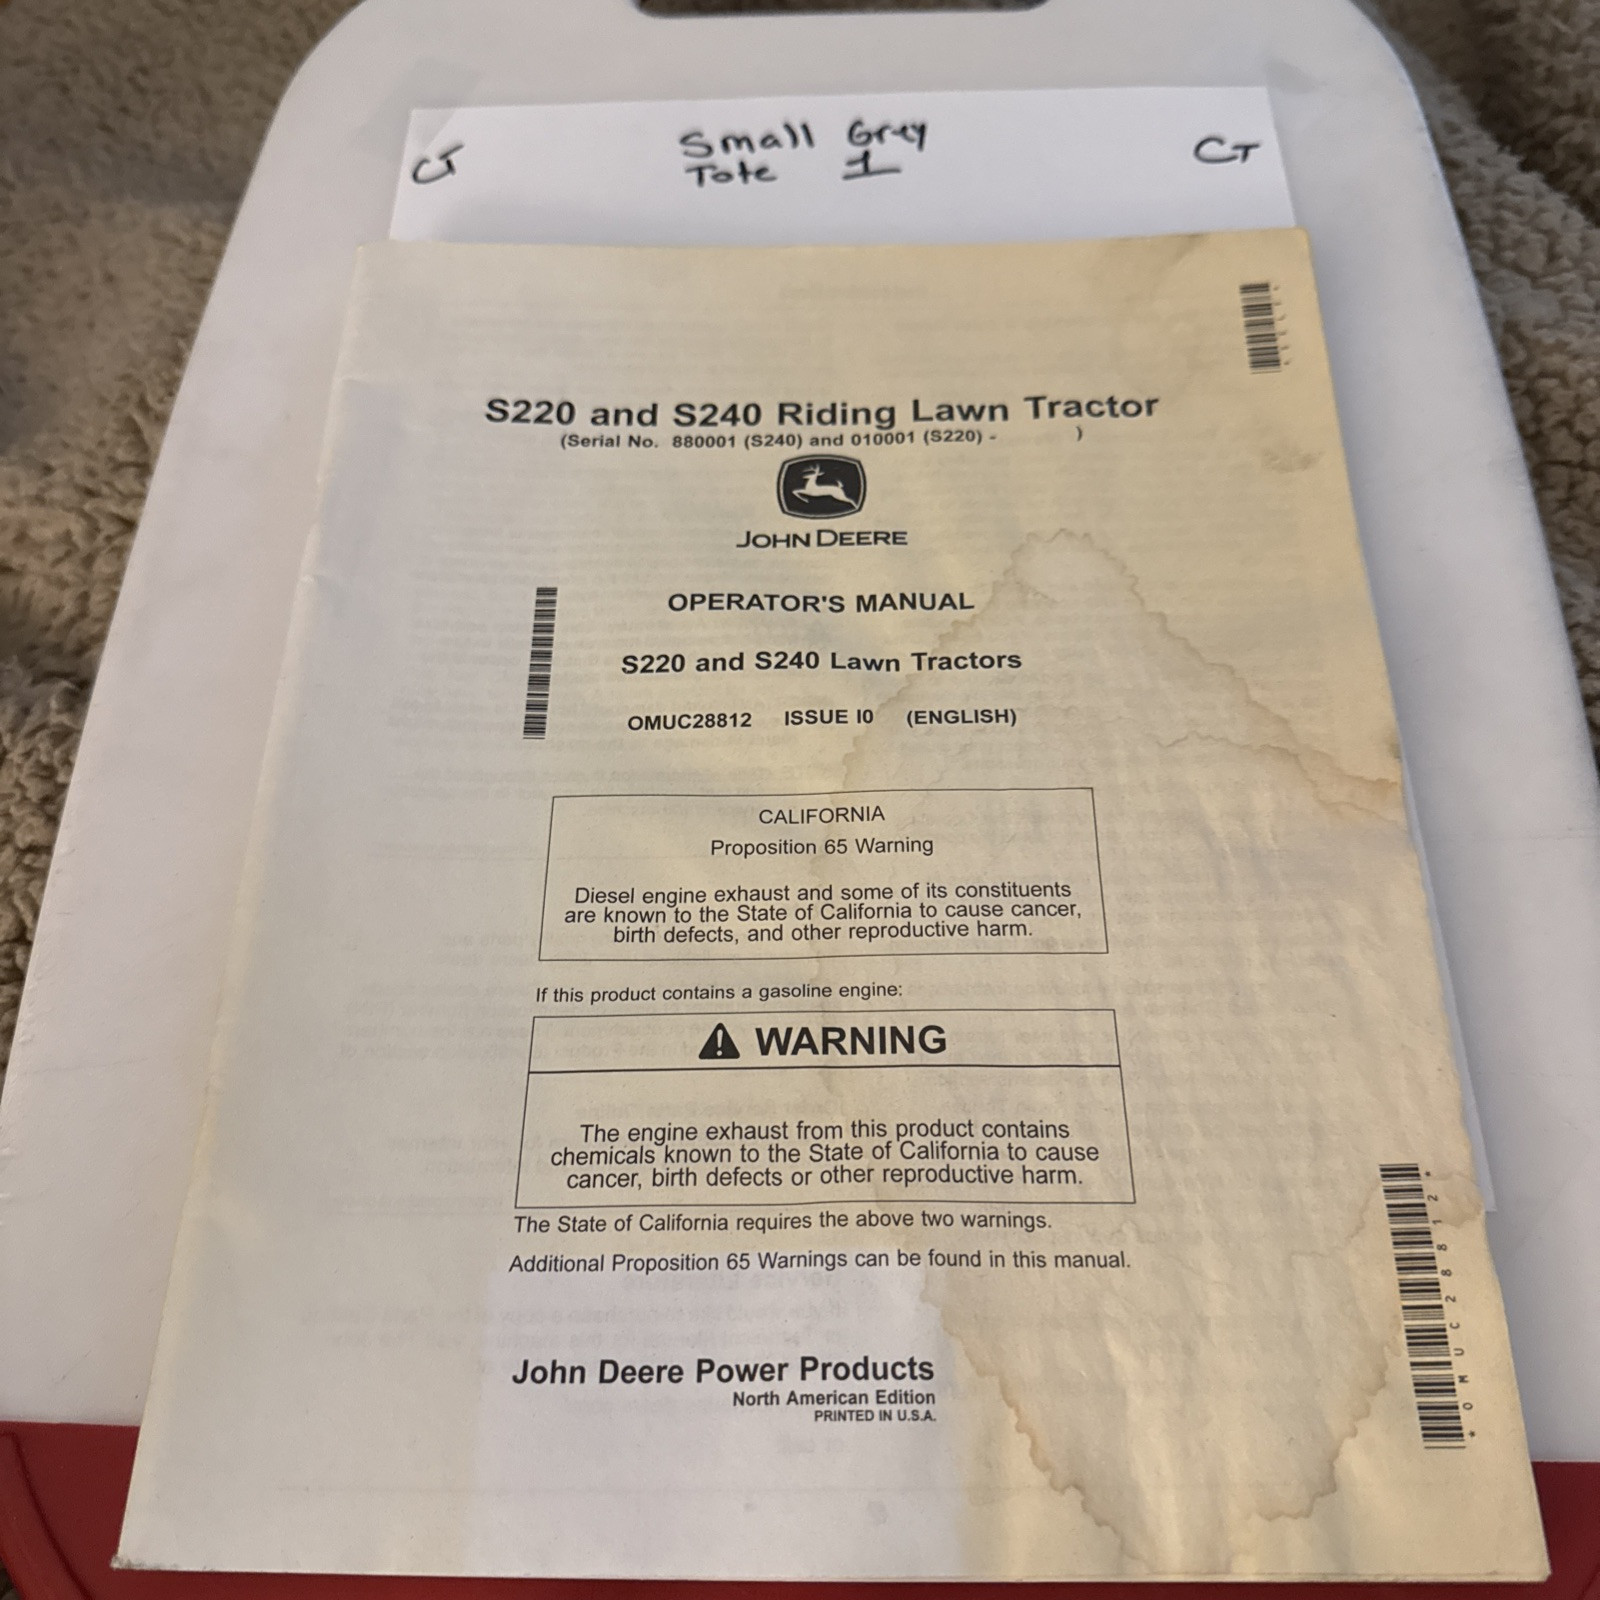 CT Small Grey CT
Tote 1
S220 and S240 Riding Lawn Tractor
(Serial No. 880001 (S240) and 010001 (S220) - )
JOHN DEERE
OPERATOR'S MANUAL
S220 and S240 Lawn Tractors
OMUC28812 ISSUE I0 (ENGLISH)
CALIFORNIA
Proposition 65 Warning
Diesel engine exhaust and some of its constituents
are known to the State of California to cause cancer,
birth defects, and other reproductive harm.
If this product contains a gasoline engine:
WARNING
The engine exhaust from this product contains
chemicals known to the State of California to cause
cancer, birth defects or other reproductive harm.
The State of California requires the above two warnings.
Additional Proposition 65 Warnings can be found in this manual.
John Deere Power Products
North American Edition
PRINTED IN U.S.A.
*OMUC28812*